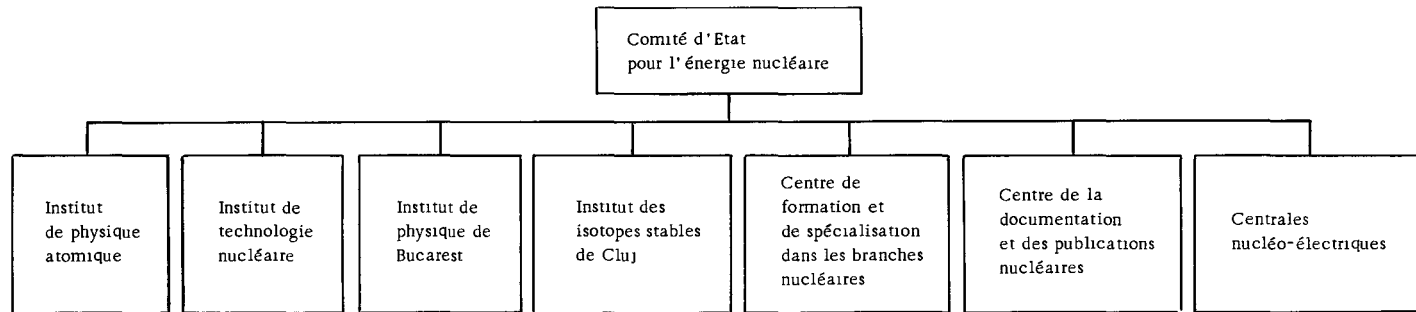 Comité d'Etat
pour l'énergie nucléaire
Institut
de physique
atomique
Institut de
technologie
nucléaire
Institut de
physique de
Bucarest
Institut des
isotopes stables
de Cluj
Centre de
formation et
de spécialisation
dans les branches
nucléaires
Centre de la
documentation
et des publications
nucléaires
Centrales
nucléo-électriques